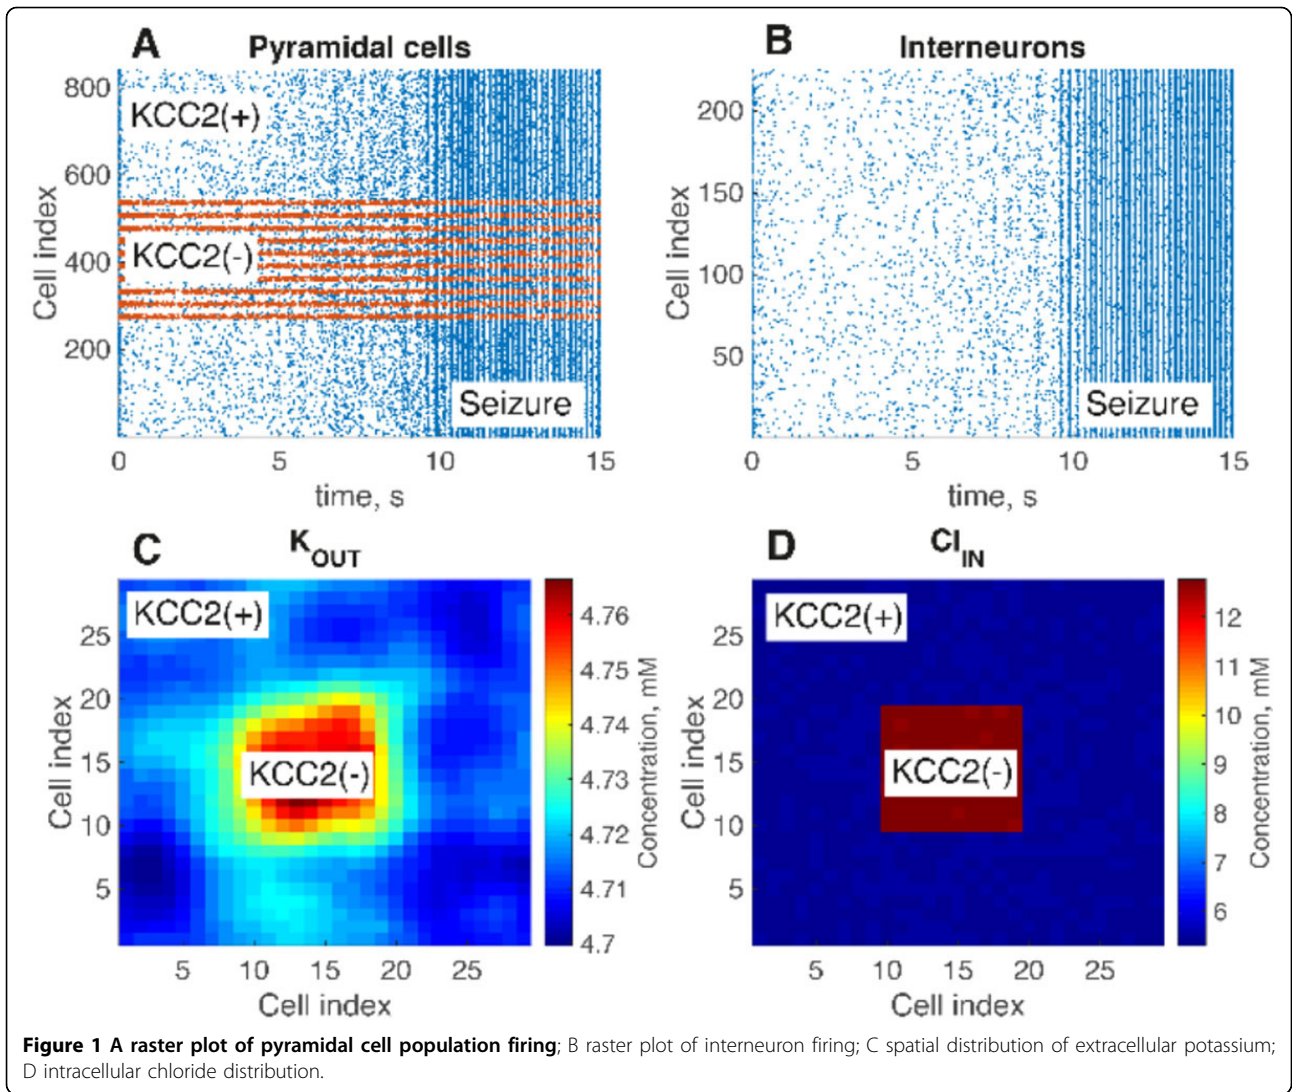 A Pyramidal cells
800
600
400
200
Cell index
KCC2(+)
KCC2(-)
Seizure
0 5 10 15
time, s
B Interneurons
200
150
100
50
Cell index
Seizure
0 5 10 15
time, s
C K OUT
25
20
15
10
5
Cell index
KCC2(+)
KCC2(-)
5 10 15 20 25
Cell index
4.76
4.75
4.74
4.73
4.72
4.71
4.7
Concentration, mM
D Cl IN
25
20
15
10
5
Cell index
KCC2(+)
KCC2(-)
5 10 15 20 25
Cell index
12
11
10
9
8
7
6
Concentration, mM
Figure 1 A raster plot of pyramidal cell population firing; B raster plot of interneuron firing; C spatial distribution of extracellular potassium;
D intracellular chloride distribution.